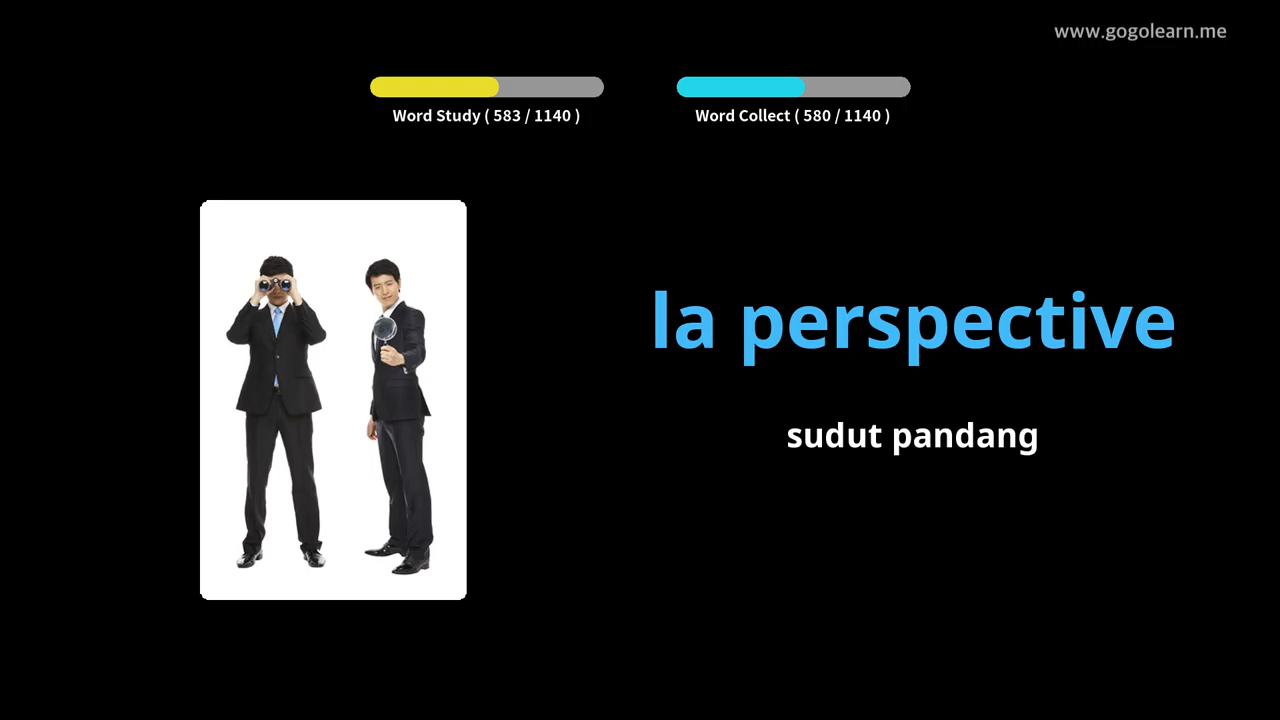 www.gogolearn.me
Word Study ( 583 / 1140 )
Word Collect ( 580 / 1140 )
la perspective
sudut pandang